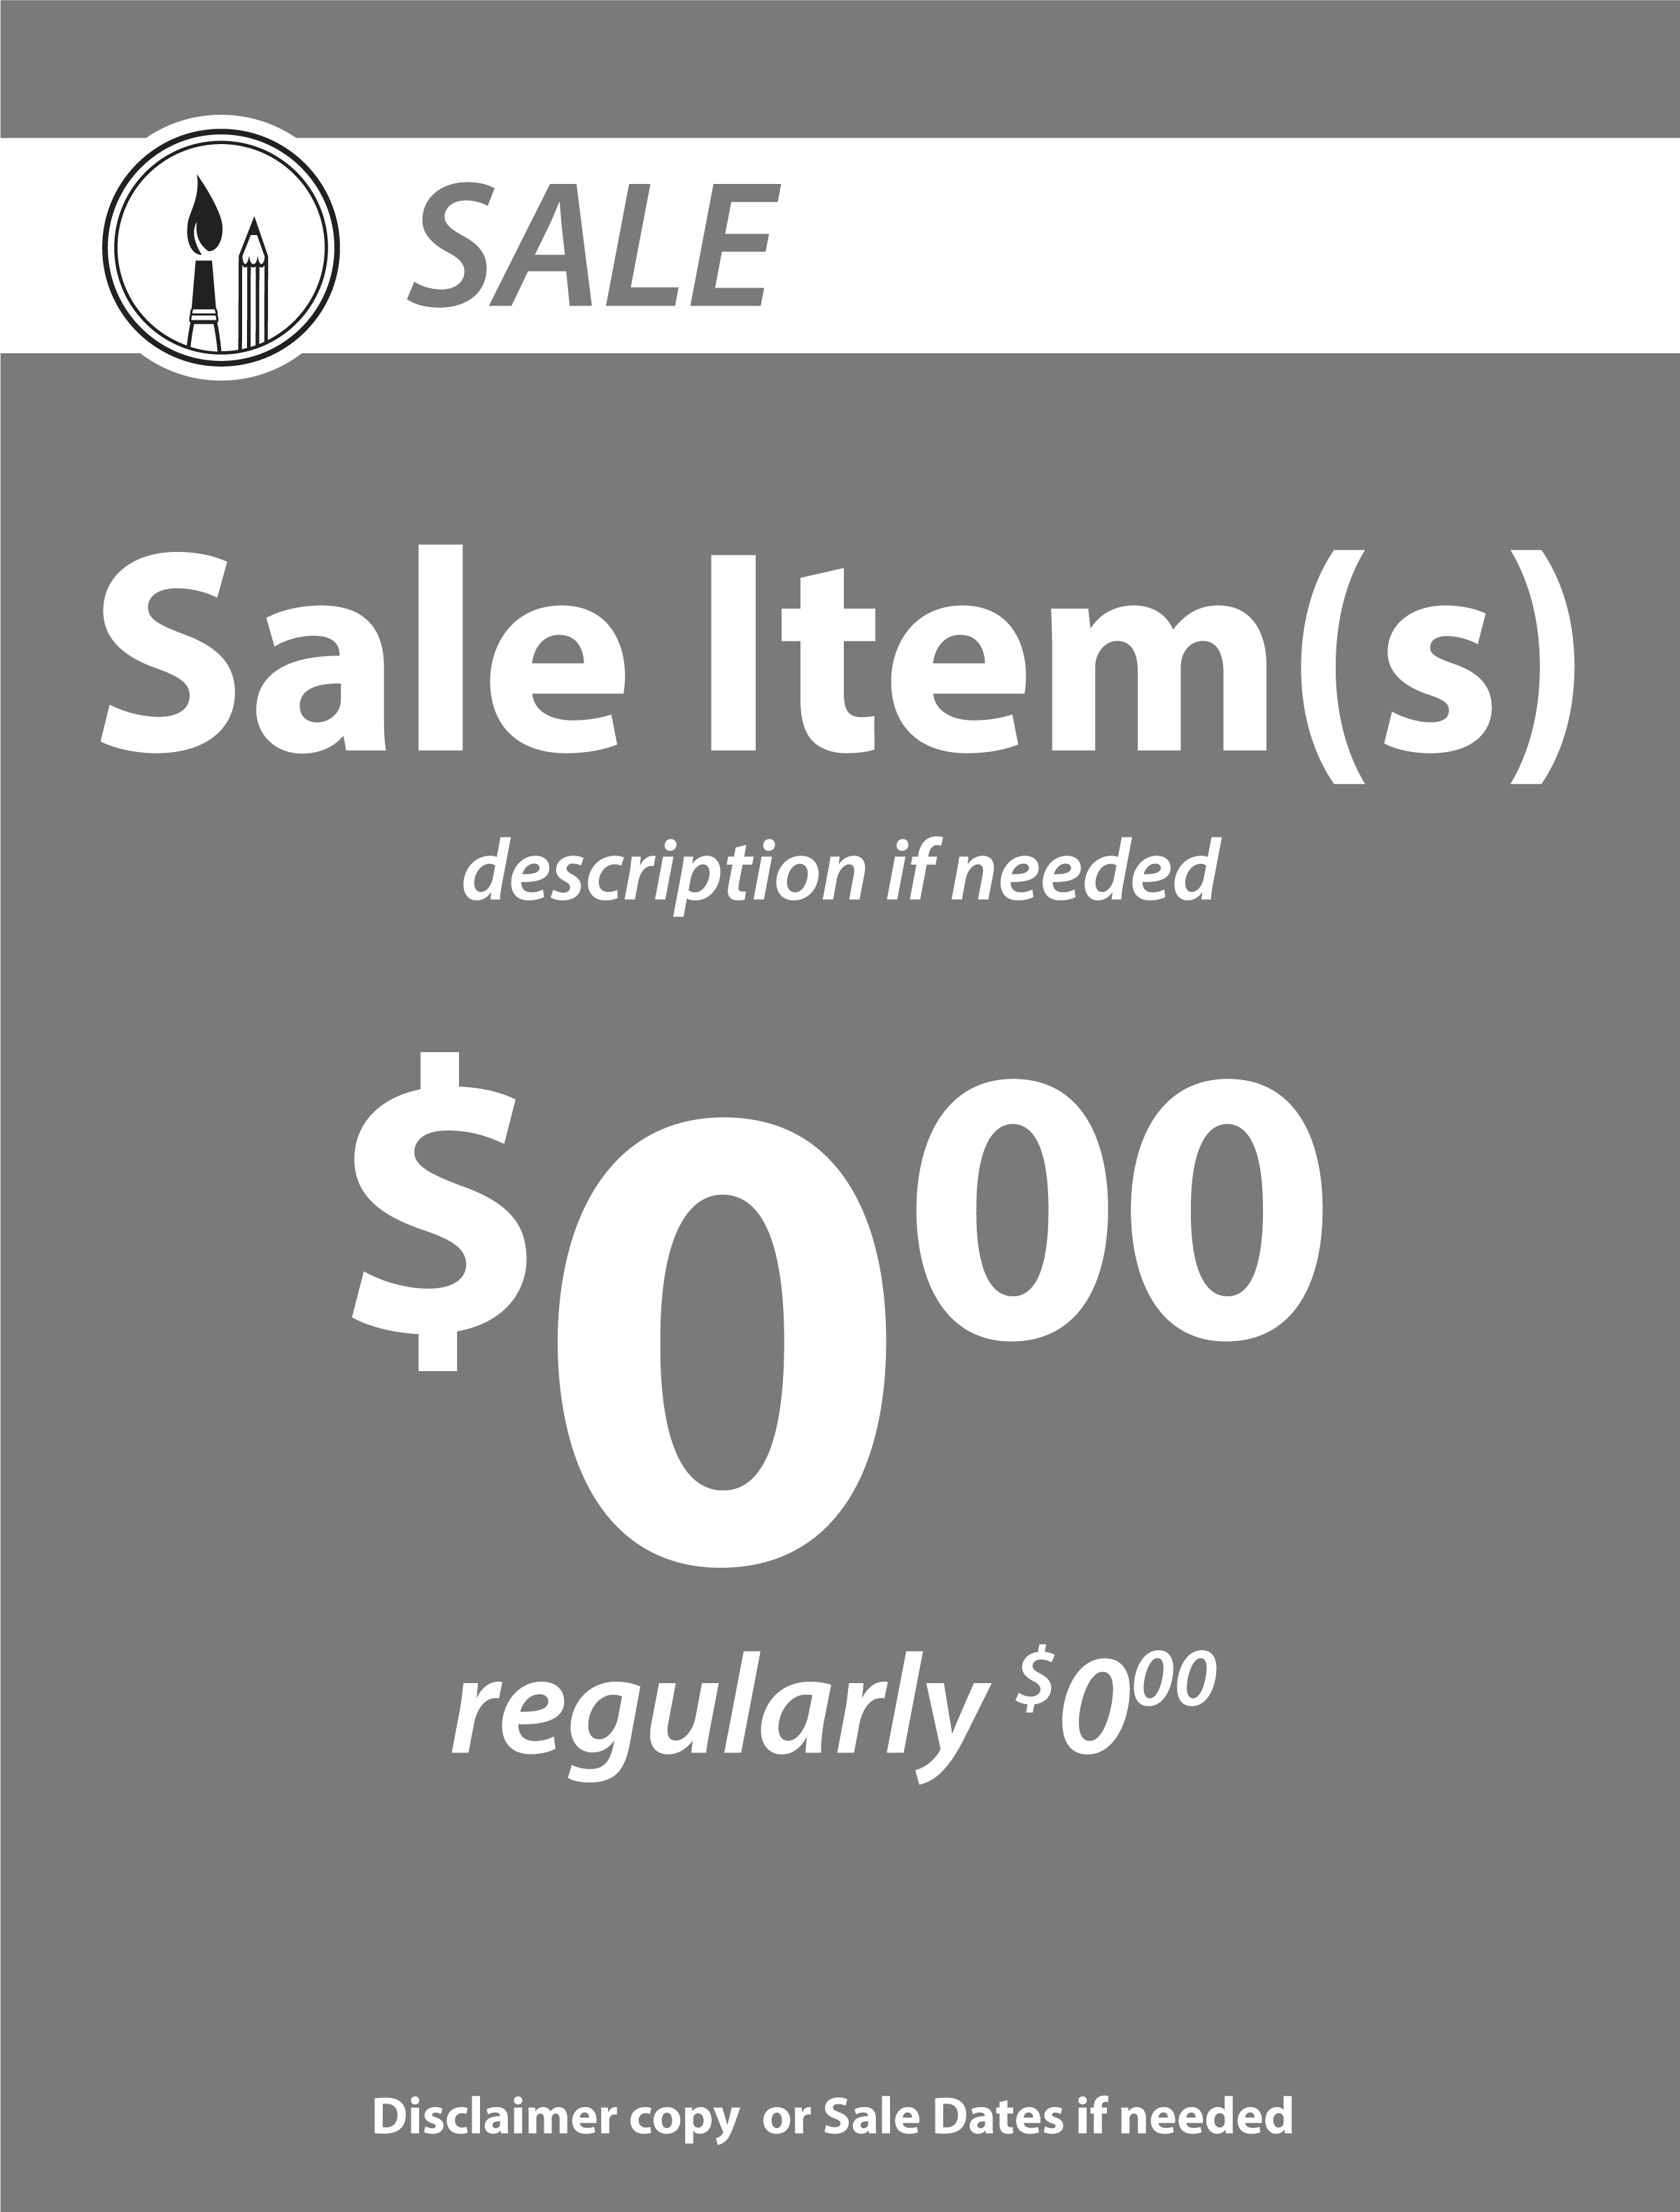 SALE
Sale Item(s)
description if needed
$000
regularly $000
Disclaimer copy  or Sale Dates if needed